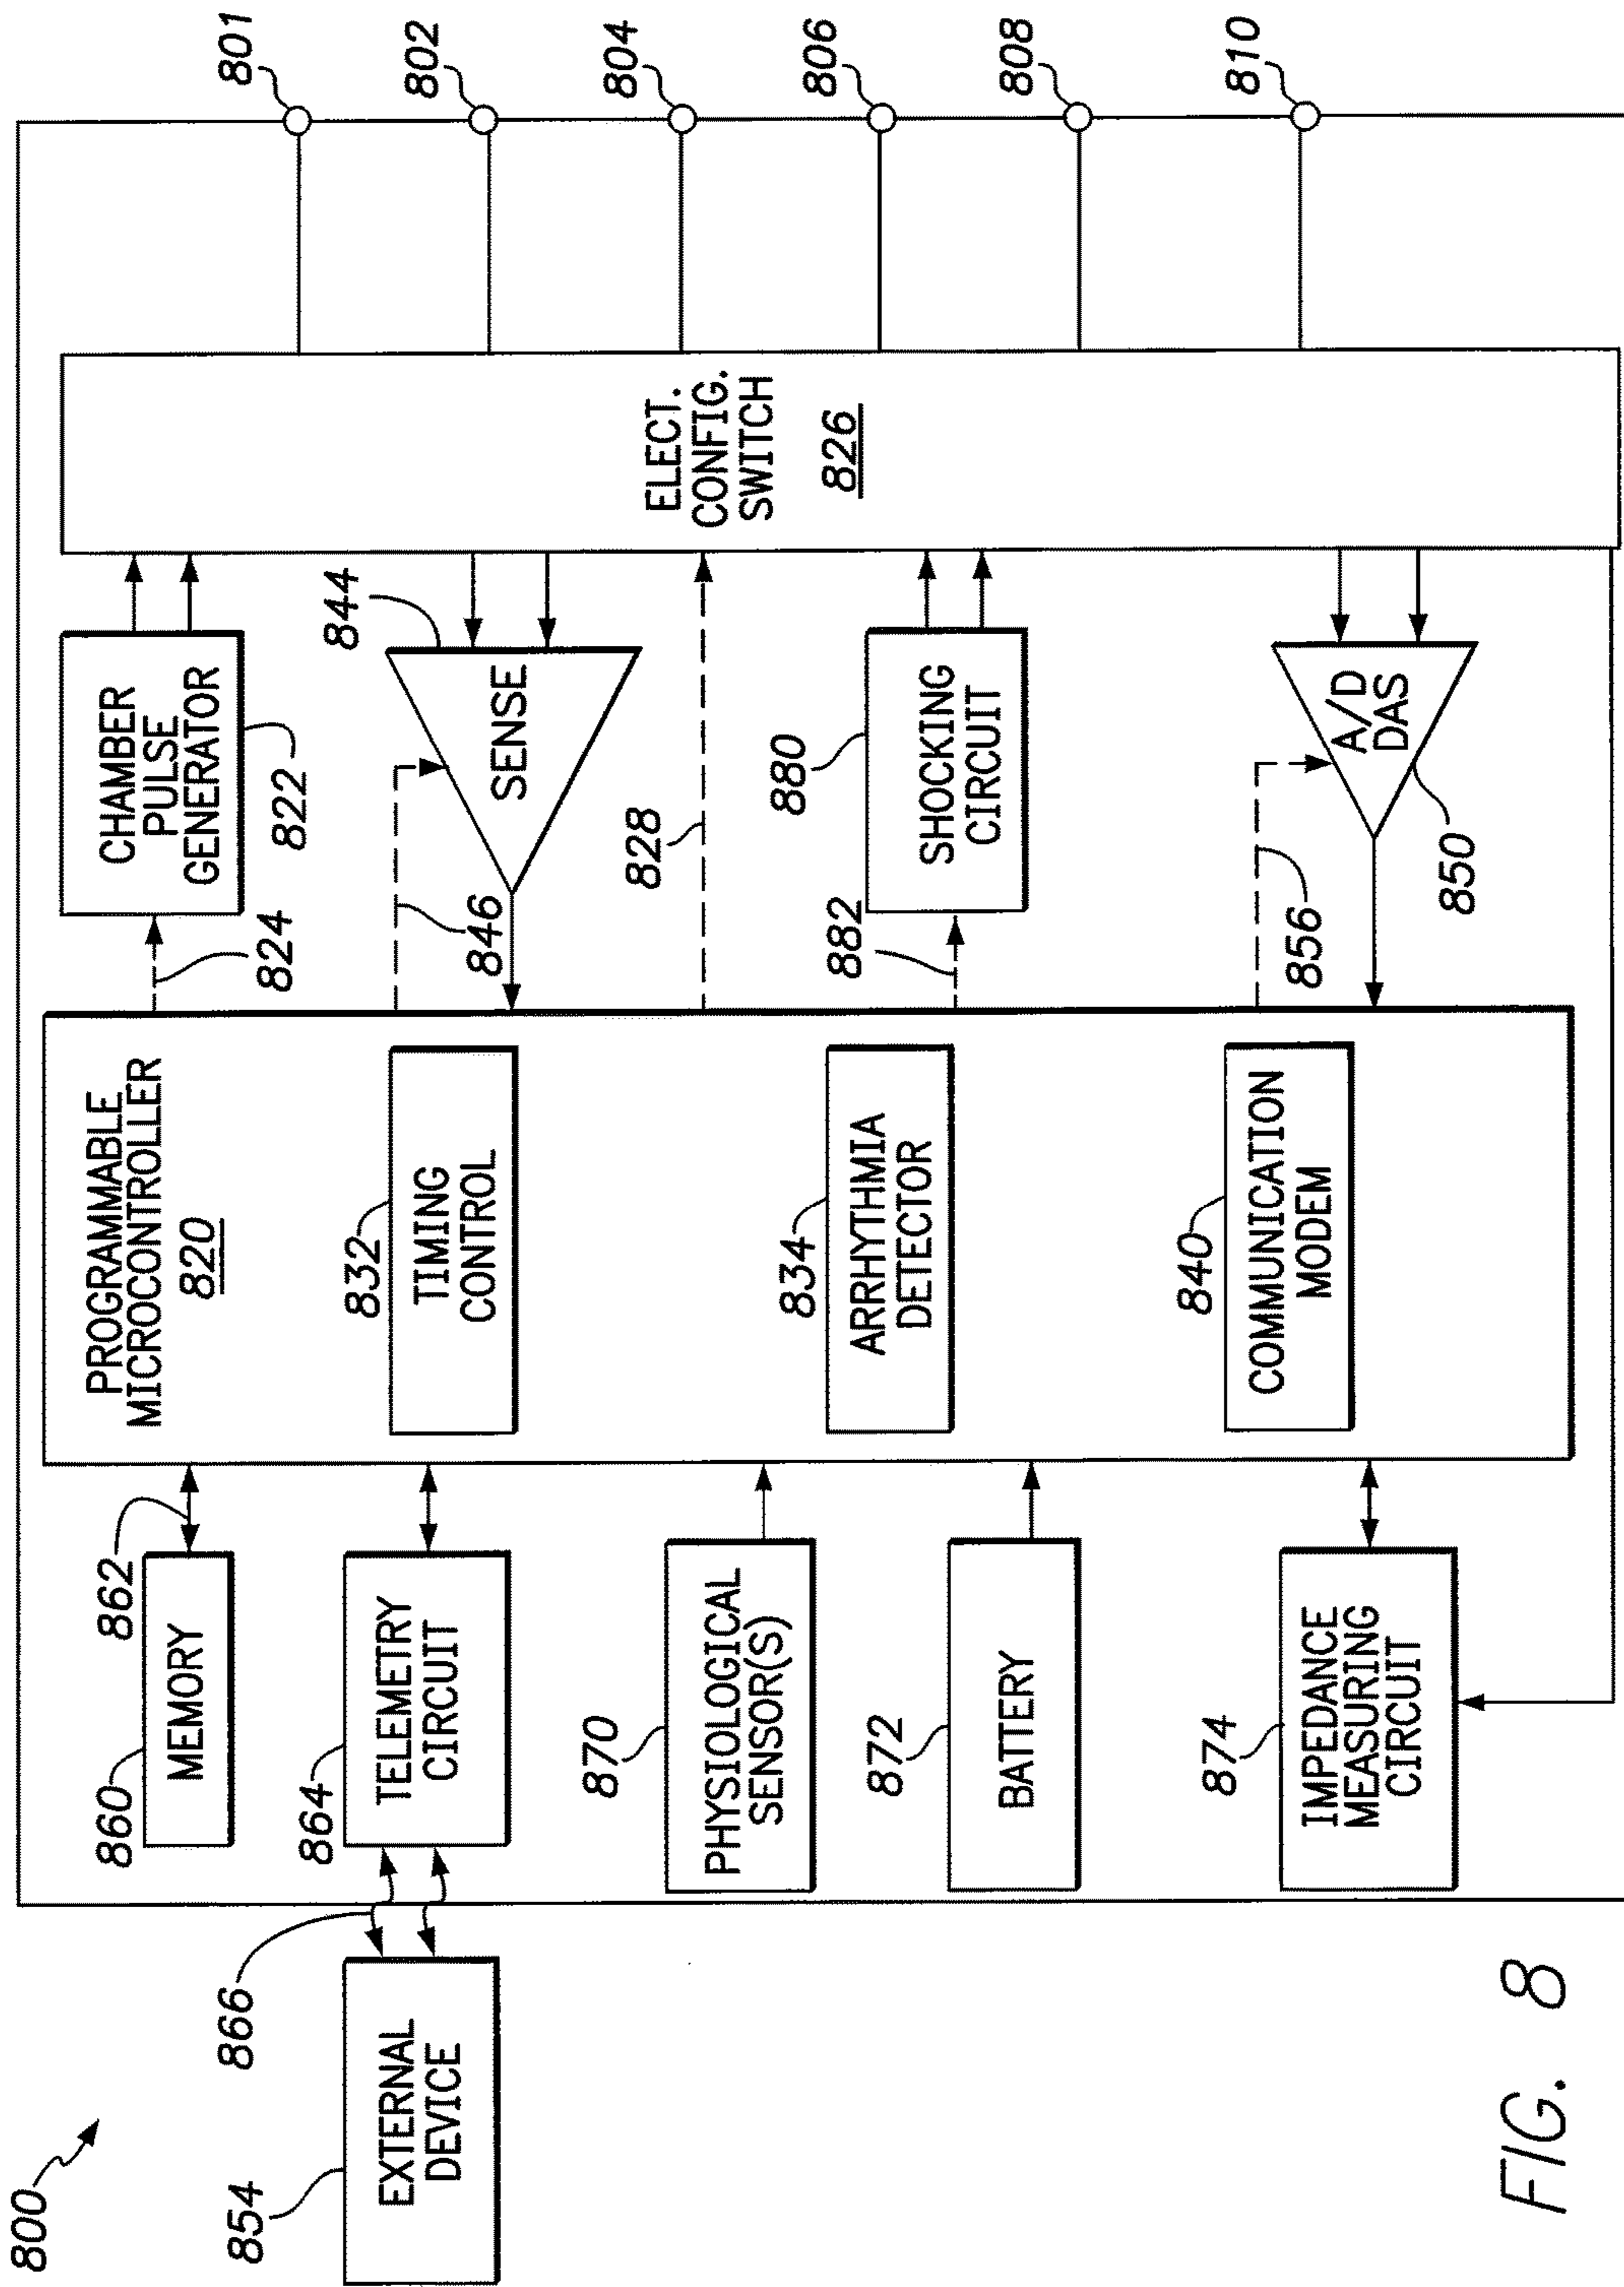 800
854
EXTERNAL
DEVICE
866
860
MEMORY
862
864
TELEMETRY
CIRCUIT
870
PHYSIOLOGICAL
SENSOR(S)
872
BATTERY
874
IMPEDANCE
MEASURING
CIRCUIT
PROGRAMMABLE
MICROCONTROLLER
820
832
TIMING
CONTROL
834
ARRHYTHMIA
DETECTOR
840
COMMUNICATION
MODEM
824
CHAMBER
PULSE
GENERATOR
822
844
SENSE
846
828
880
SHOCKING
CIRCUIT
882
A/D
DAS
856
850
ELECT.
CONFIG.
SWITCH
826
801
802
804
806
808
810
FIG. 8